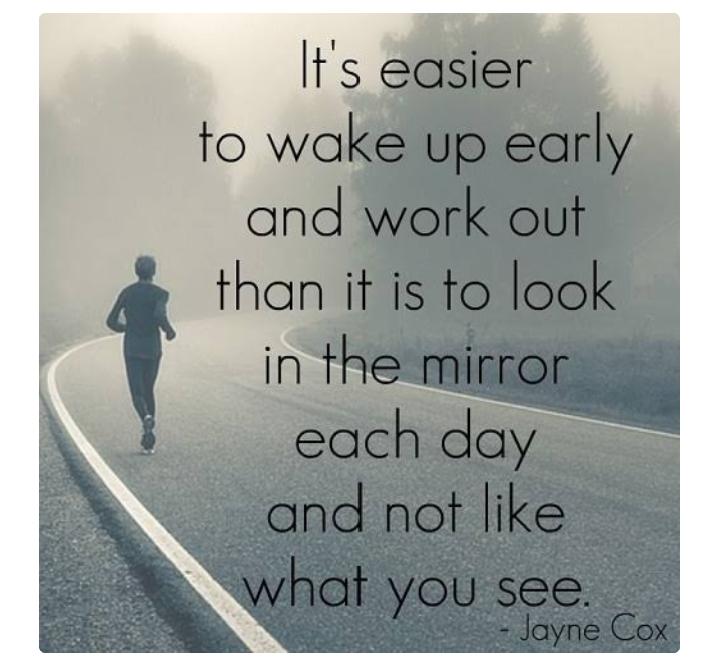 It's easier
to wake up early
and work out
than it is to look
in the mirror
each day
and not like
what you see.
- Jayne Cox